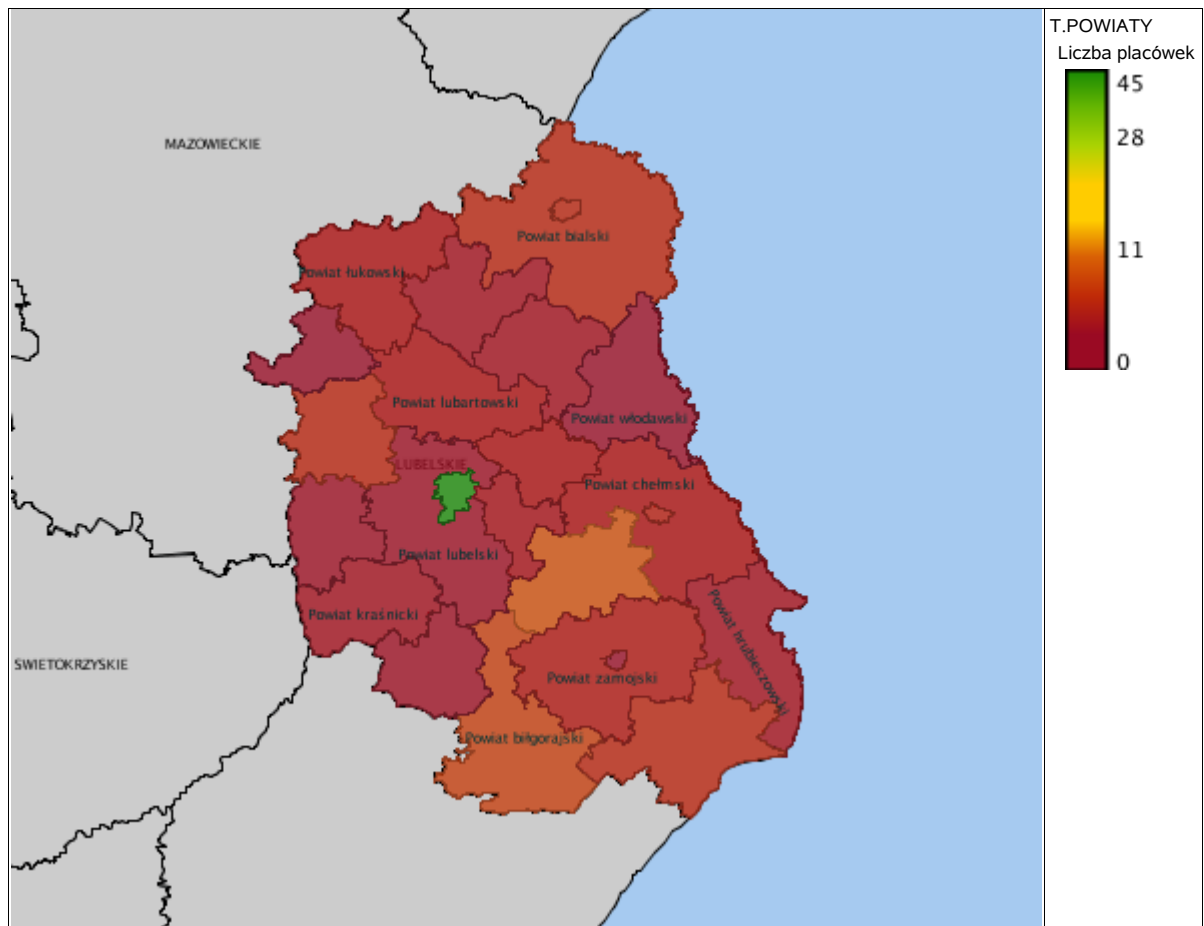 T.POWIATY
Liczba placówek
45
28
11
0
MAZOWIECKIE
Powiat bialski
Powiat łukowski
Powiat lubartowski
Powiat włodawski
LUBELSKIE
Powiat chełmski
Powiat lubelski
Powiat kraśnicki
Powiat hrubieszowski
SWIETOKRZYSKIE
Powiat zamojski
Powiat biłgorajski